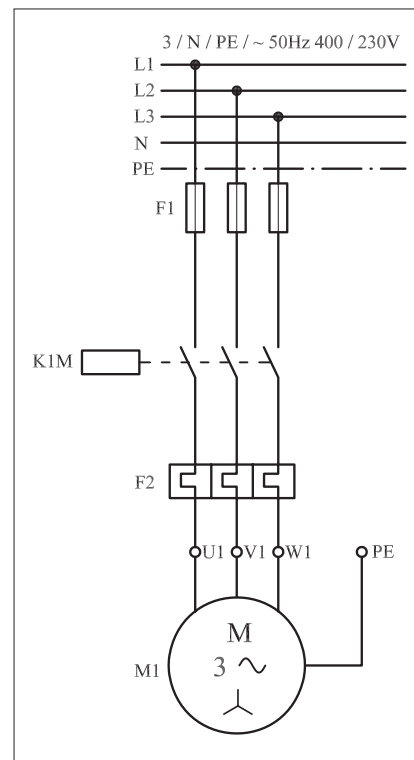 3 / N / PE / ~ 50Hz 400 / 230V
L1
L2
L3
N
PE
F1
K1M
F2
U1 V1 W1 PE
M
3
M1